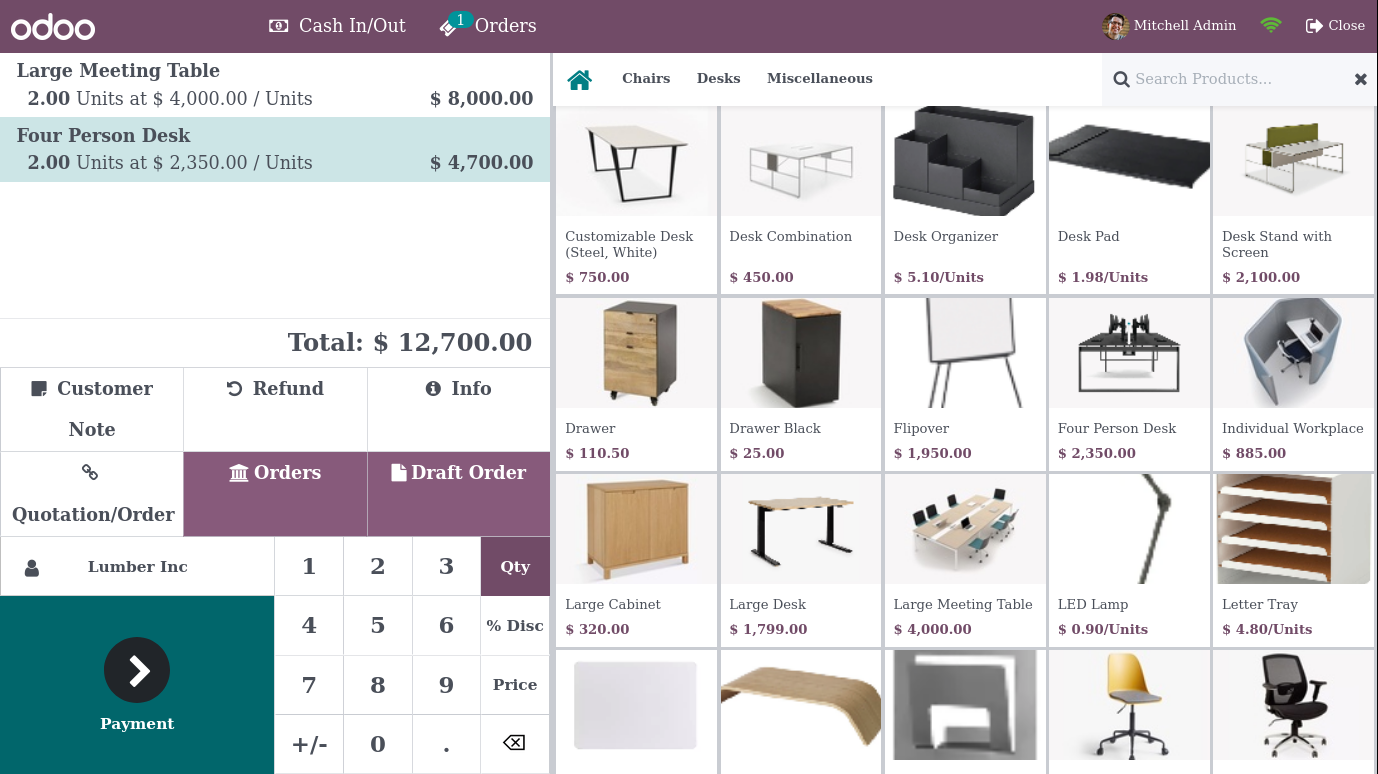 odoo
Cash In/Out
1
Orders
Mitchell Admin
Close
Large Meeting Table
2.00 Units at $ 4,000.00 / Units
$ 8,000.00
Four Person Desk
2.00 Units at $ 2,350.00 / Units
$ 4,700.00
Total: $ 12,700.00
Customer
Note
Refund
Info
Quotation/Order
Orders
Draft Order
Lumber Inc
1
2
3
Qty
4
5
6
% Disc
7
8
9
Price
+/-
0
.
Payment
Chairs
Desks
Miscellaneous
Search Products...
Customizable Desk
(Steel, White)
$ 750.00
Desk Combination
$ 450.00
Desk Organizer
$ 5.10/Units
Desk Pad
$ 1.98/Units
Desk Stand with
Screen
$ 2,100.00
Drawer
$ 110.50
Drawer Black
$ 25.00
Flipover
$ 1,950.00
Four Person Desk
$ 2,350.00
Individual Workplace
$ 885.00
Large Cabinet
$ 320.00
Large Desk
$ 1,799.00
Large Meeting Table
$ 4,000.00
LED Lamp
$ 0.90/Units
Letter Tray
$ 4.80/Units